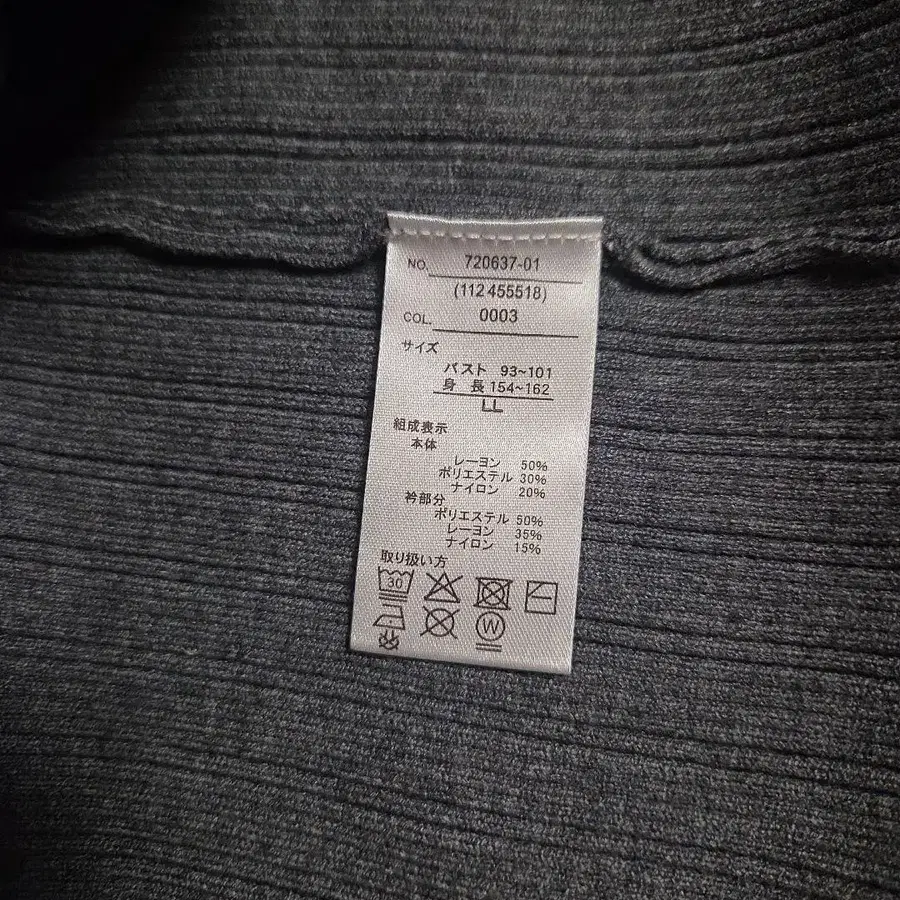 NO. 720637-01
(112 455518)
COL. 0003
サイズ
バスト 93~101
身 長 154~162
LL
組成表示
本体
レーヨン 50%
ポリエステル 30%
ナイロン 20%
衿部分
ポリエステル 50%
レーヨン 35%
ナイロン 15%
取り扱い方
30
W